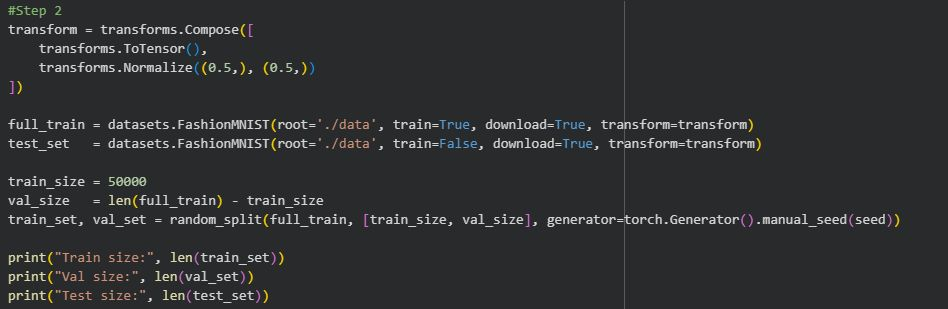 #Step 2
transform = transforms.Compose([
    transforms.ToTensor(),
    transforms.Normalize((0.5,), (0.5,))
])

full_train = datasets.FashionMNIST(root='./data', train=True, download=True, transform=transform)
test_set   = datasets.FashionMNIST(root='./data', train=False, download=True, transform=transform)

train_size = 50000
val_size   = len(full_train) - train_size
train_set, val_set = random_split(full_train, [train_size, val_size], generator=torch.Generator().manual_seed(seed))

print("Train size:", len(train_set))
print("Val size:", len(val_set))
print("Test size:", len(test_set))